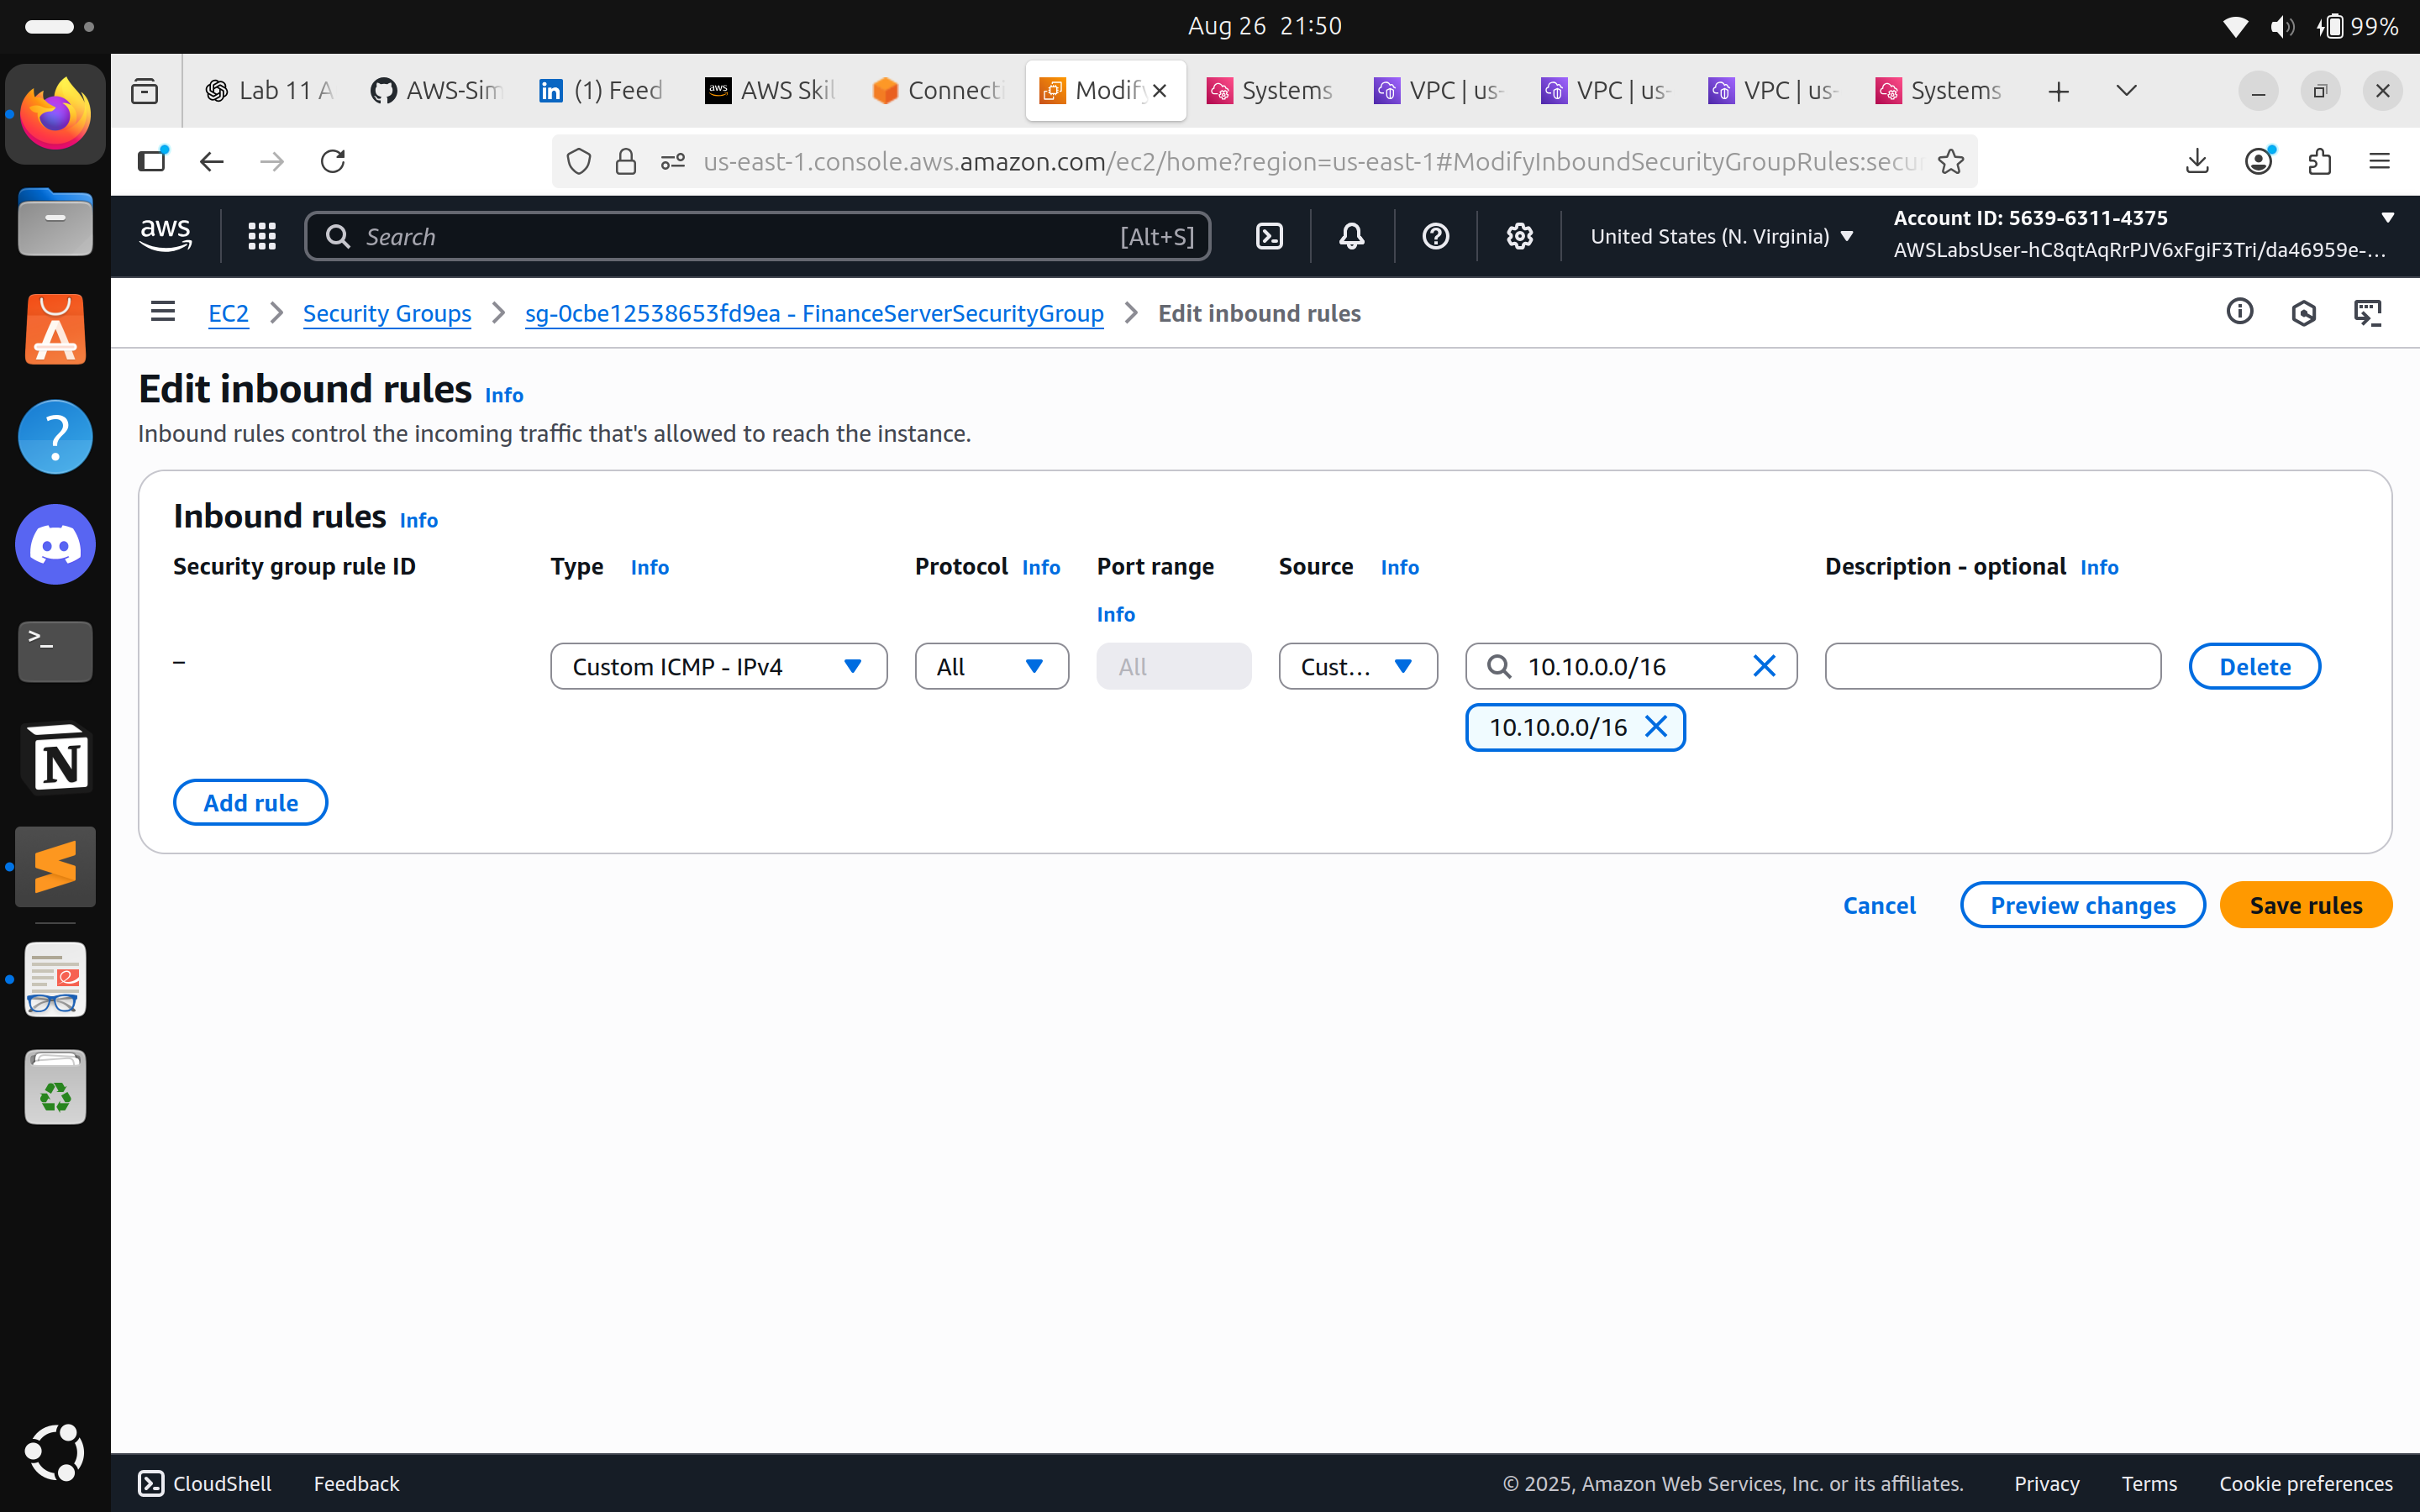 Aug 26 21:50
99%
Lab 11 A
AWS-Sim
(1) Feed
aws
AWS Skil
Connecti
Modify
Systems
VPC | us-
VPC | us-
VPC | us-
Systems
us-east-1.console.aws.amazon.com/ec2/home?region=us-east-1#ModifyInboundSecurityGroupRules:secur
aws
Search
[Alt+S]
United States (N. Virginia)
Account ID: 5639-6311-4375
AWSLabsUser-hC8qtAqRrPJV6xFgiF3Tri/da46959e-...
EC2 > Security Groups > sg-0cbe12538653fd9ea - FinanceServerSecurityGroup > Edit inbound rules
Edit inbound rules Info
Inbound rules control the incoming traffic that's allowed to reach the instance.
Inbound rules Info
Security group rule ID Type Info Protocol Info Port range Source Info Description - optional Info
Info
– Custom ICMP - IPv4 All All Cust... 10.10.0.0/16 Delete
10.10.0.0/16
Add rule
Cancel Preview changes Save rules
CloudShell Feedback © 2025, Amazon Web Services, Inc. or its affiliates. Privacy Terms Cookie preferences